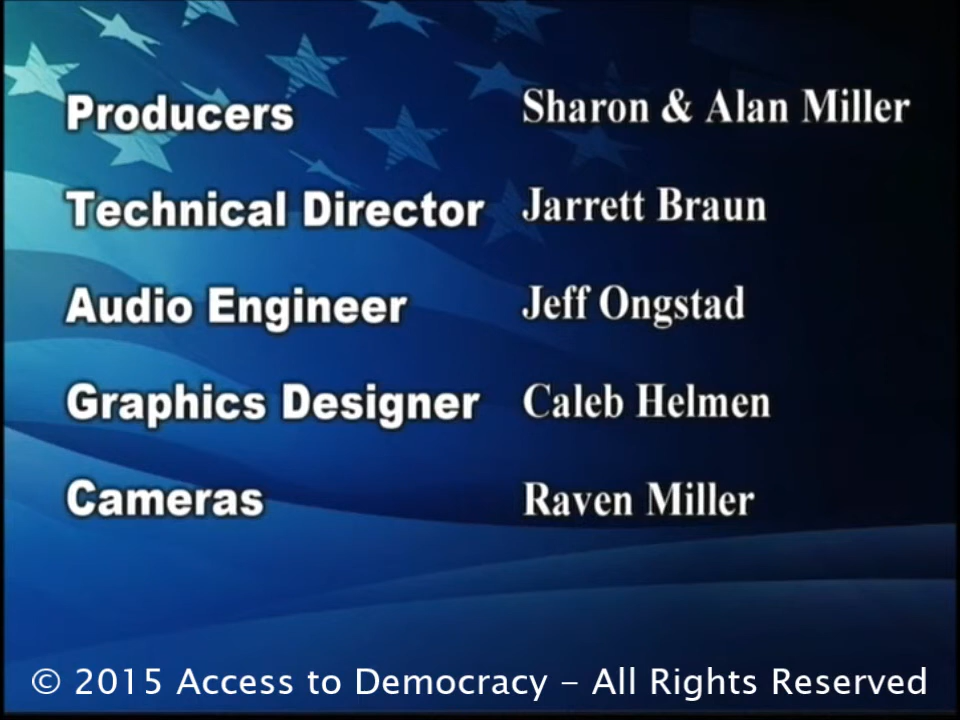 Producers Sharon & Alan Miller
Technical Director Jarrett Braun
Audio Engineer Jeff Ongstad
Graphics Designer Caleb Helmen
Cameras Raven Miller
© 2015 Access to Democracy - All Rights Reserved